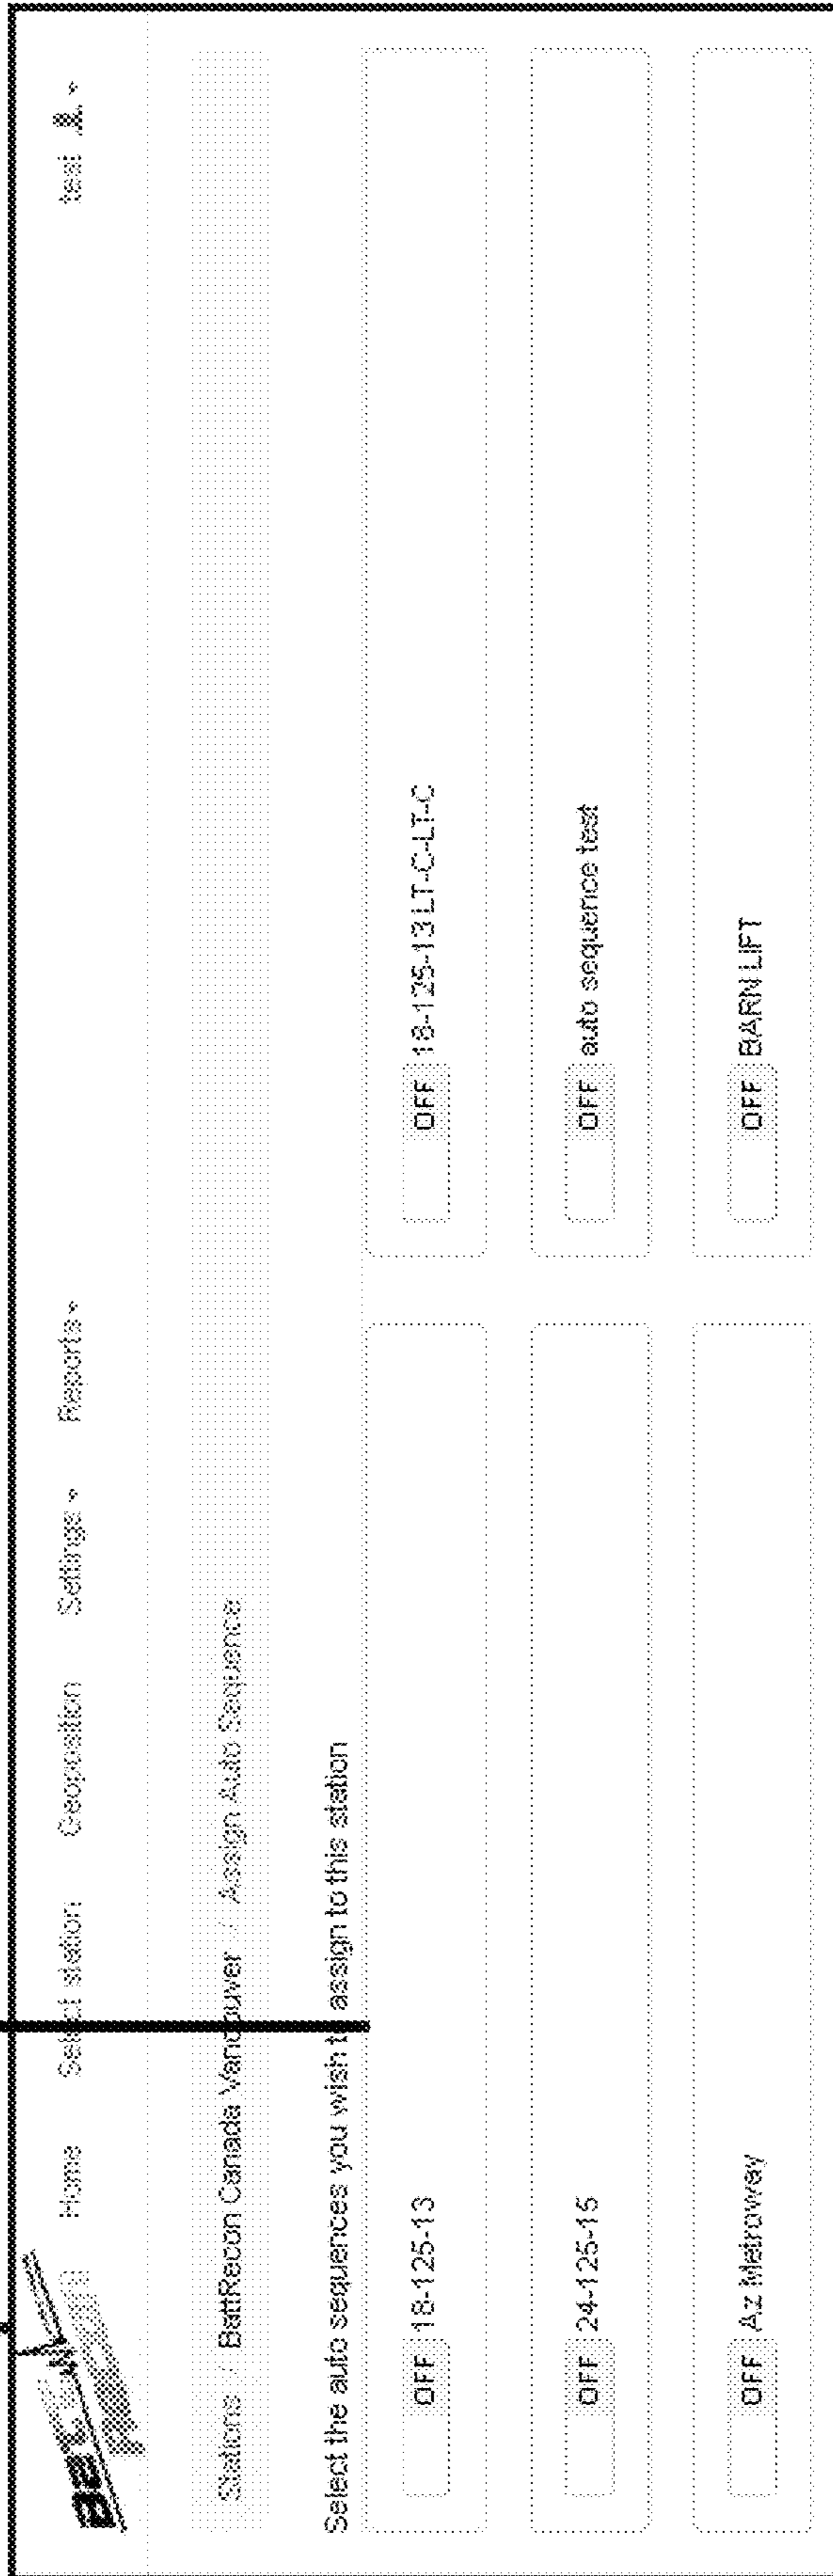 Home Select station Geoposition Settings Reports test
Stations / BattRecon Canada Vancouver / Assign Auto Sequence
Select the auto sequences you wish to assign to this station
OFF 18-125-13 OFF 18-125-13 LT-C-LT-C
OFF 24-125-15 OFF auto sequence test
OFF Az Metroway OFF BARN LIFT